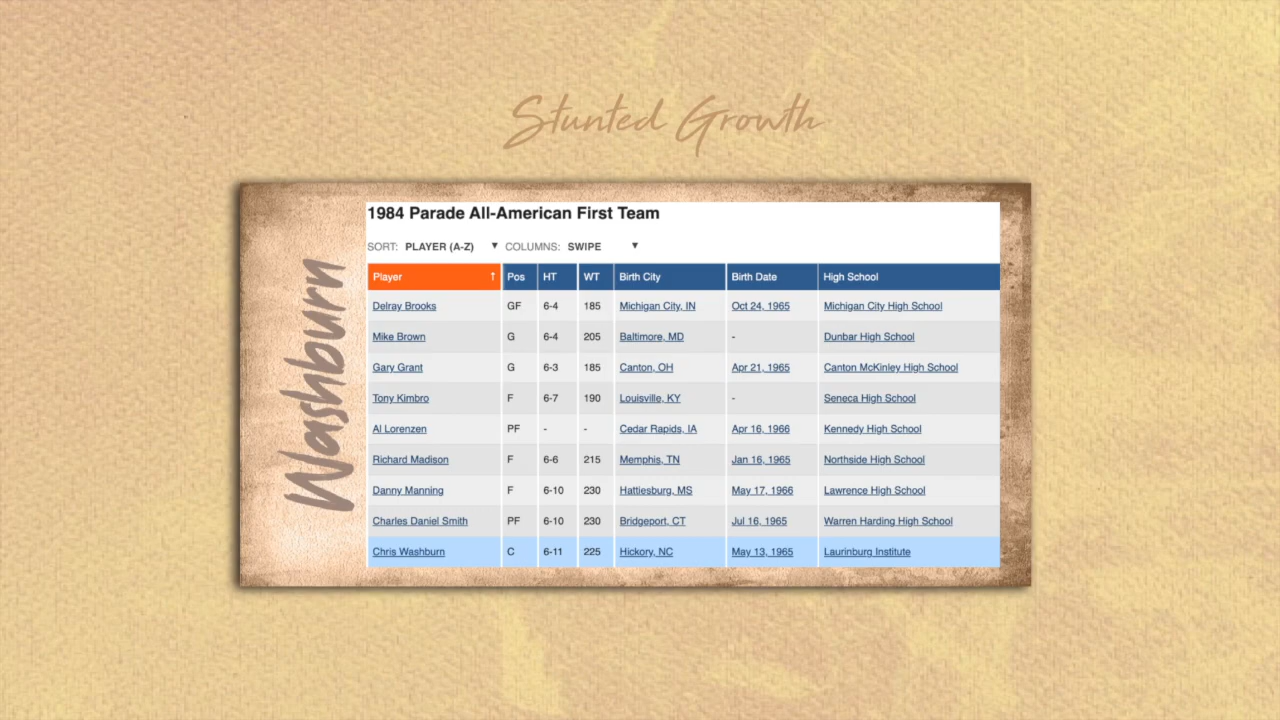 Stunted Growth
Washburn
1984 Parade All-American First Team
SORT: PLAYER (A-Z) ▼ COLUMNS: SWIPE ▼
Player ↑ Pos HT WT Birth City Birth Date High School
Delray Brooks GF 6-4 185 Michigan City, IN Oct 24, 1965 Michigan City High School
Mike Brown G 6-4 205 Baltimore, MD - Dunbar High School
Gary Grant G 6-3 185 Canton, OH Apr 21, 1965 Canton McKinley High School
Tony Kimbro F 6-7 190 Louisville, KY - Seneca High School
Al Lorenzen PF - - Cedar Rapids, IA Apr 16, 1966 Kennedy High School
Richard Madison F 6-6 215 Memphis, TN Jan 16, 1965 Northside High School
Danny Manning F 6-10 230 Hattiesburg, MS May 17, 1966 Lawrence High School
Charles Daniel Smith PF 6-10 230 Bridgeport, CT Jul 16, 1965 Warren Harding High School
Chris Washburn C 6-11 225 Hickory, NC May 13, 1965 Laurinburg Institute